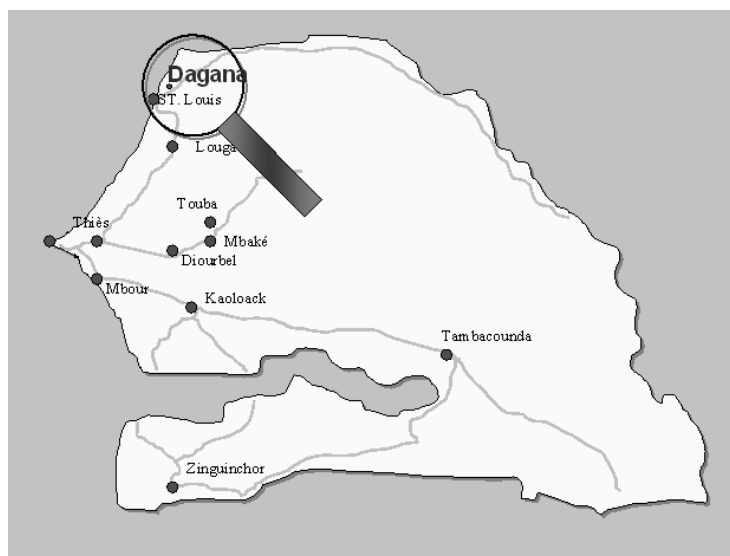 Dagana
ST. Louis
Louga
Touba
Thiès
Mbaké
Diourbel
Mbour
Kaoloack
Tambacounda
Zinguinchor